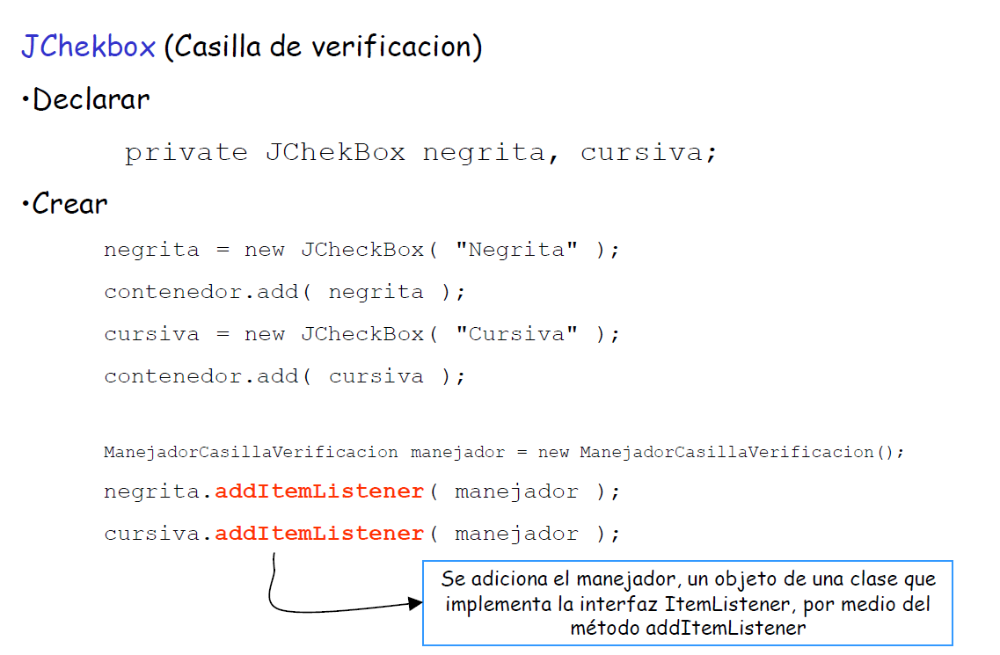 JChekbox (Casilla de verificacion)
•Declarar
private JChekBox negrita, cursiva;
•Crear
negrita = new JCheckBox( "Negrita" );
contenedor.add( negrita );
cursiva = new JCheckBox( "Cursiva" );
contenedor.add( cursiva );
ManejadorCasillaVerificacion manejador = new ManejadorCasillaVerificacion();
negrita.addItemListener( manejador );
cursiva.addItemListener( manejador );
Se adiciona el manejador, un objeto de una clase que
implementa la interfaz ItemListener, por medio del
método addItemListener